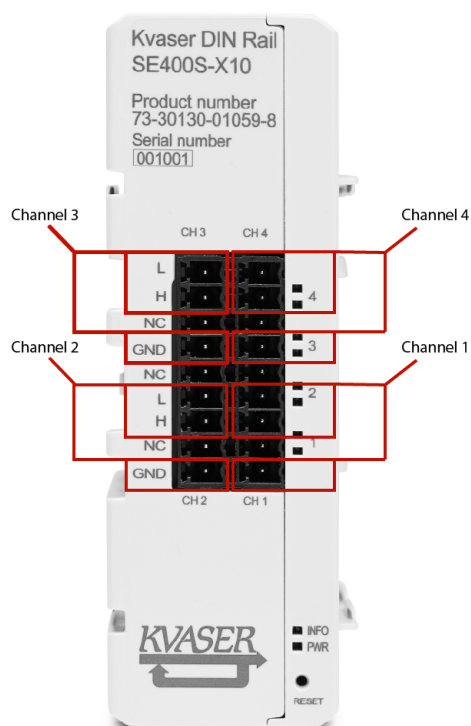 Kvaser DIN Rail
SE400S-X10
Product number
73-30130-01059-8
Serial number
001001
Channel 3
Channel 4
CH 3
CH 4
L
H
4
NC
GND
3
Channel 2
Channel 1
NC
L
2
H
NC
1
GND
CH 2
CH 1
KVASER
INFO
PWR
RESET